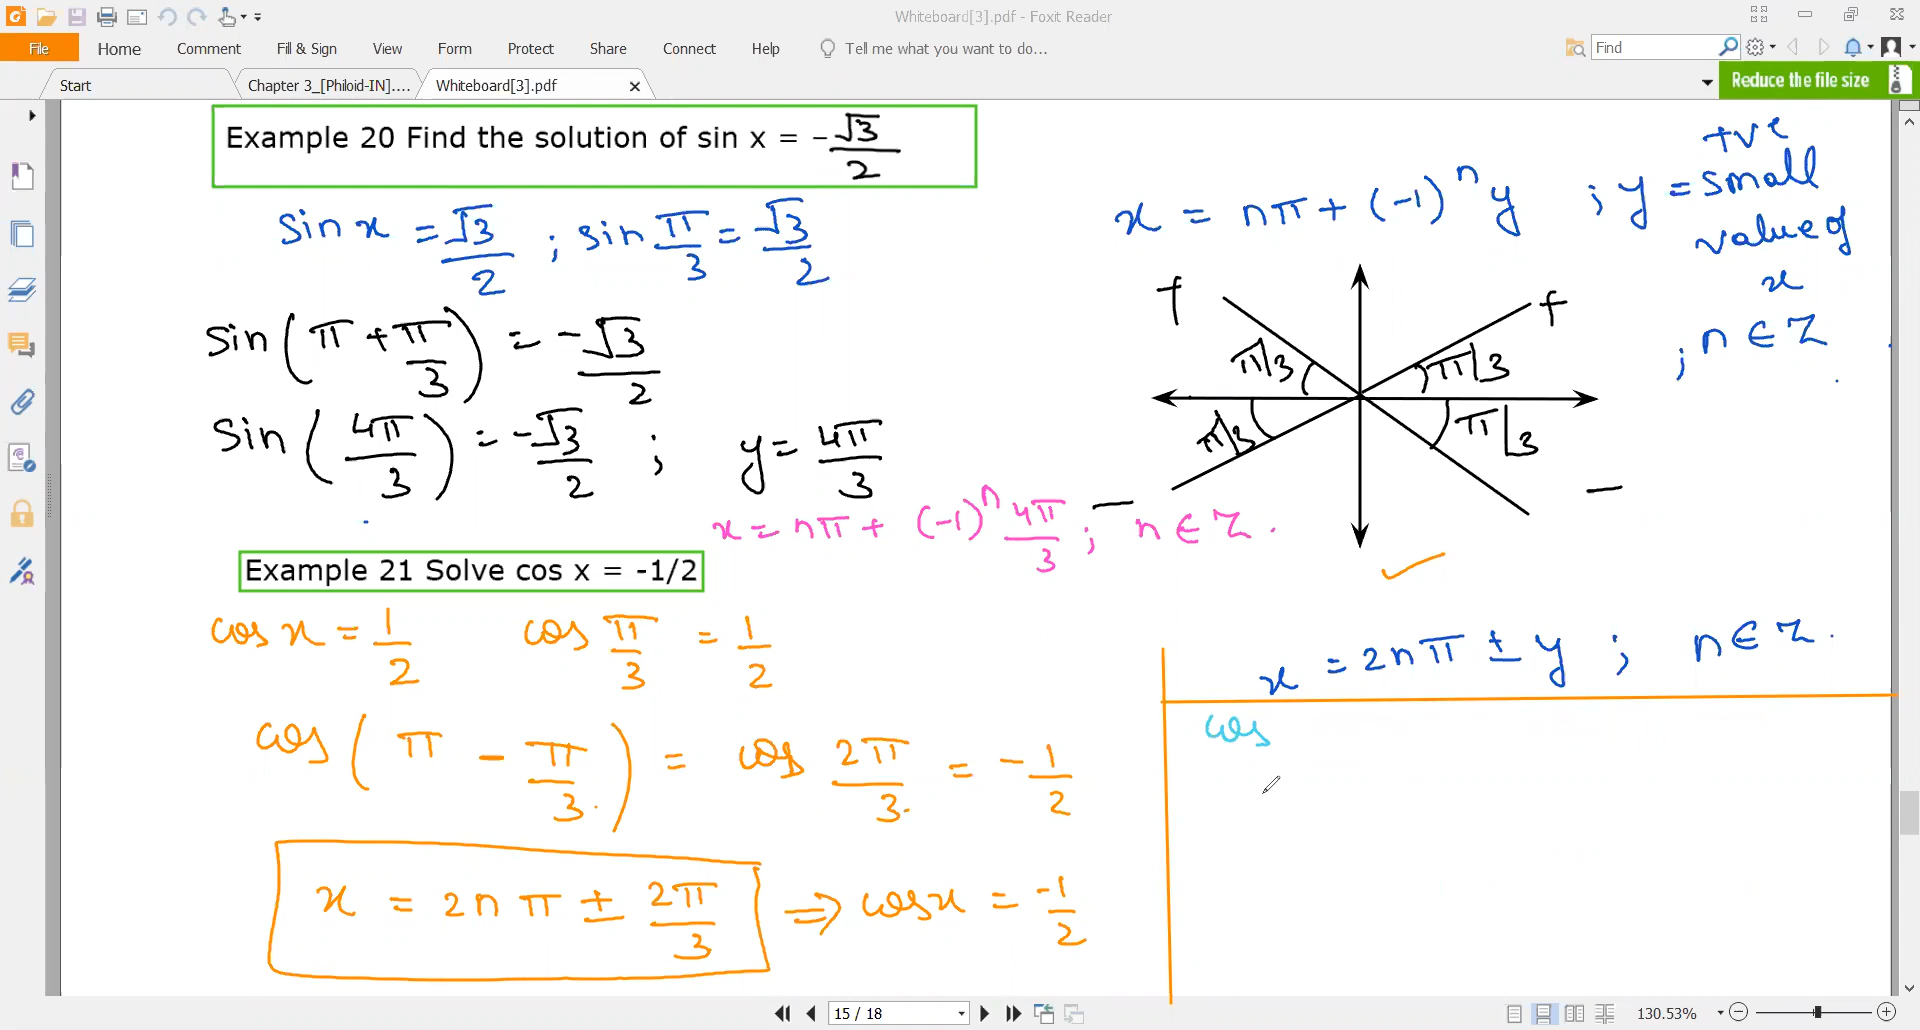 Whiteboard[3].pdf - Foxit Reader
File Home Comment Fill & Sign View Form Protect Share Connect Help Tell me what you want to do... Find
Start Chapter 3_[Philoid-IN].... Whiteboard[3].pdf Reduce the file size
Example 20 Find the solution of sin x = -√3/2
sin x = √3/2 ; sin π/3 = √3/2
x = nπ + (-1)^n y ; y = +ve small value of x
; n ∈ Z
sin(π + π/3) = -√3/2
+ +
π/3 π/3
π/3 π/3
- -
sin(4π/3) = -√3/2 ; y = 4π/3
x = nπ + (-1)^n 4π/3 ; n ∈ Z.
Example 21 Solve cos x = -1/2
cos x = 1/2 cos π/3 = 1/2
x = 2nπ ± y ; n ∈ Z.
cos
cos(π - π/3) = cos 2π/3 = -1/2
x = 2nπ ± 2π/3 ⇒ cos x = -1/2
15 / 18 130.53%